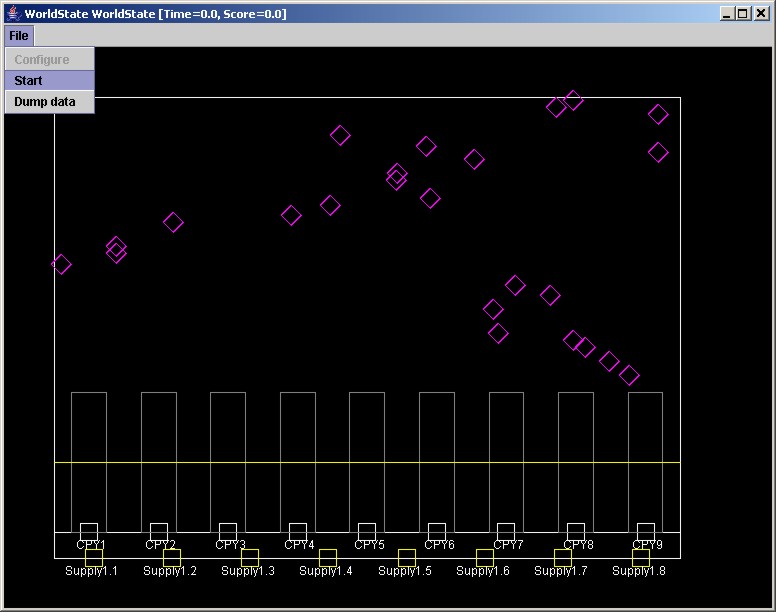 WorldState WorldState [Time=0.0, Score=0.0]
File
Configure
Start
Dump data
CPY1 CPY2 CPY3 CPY4 CPY5 CPY6 CPY7 CPY8 CPY9
Supply1.1 Supply1.2 Supply1.3 Supply1.4 Supply1.5 Supply1.6 Supply1.7 Supply1.8